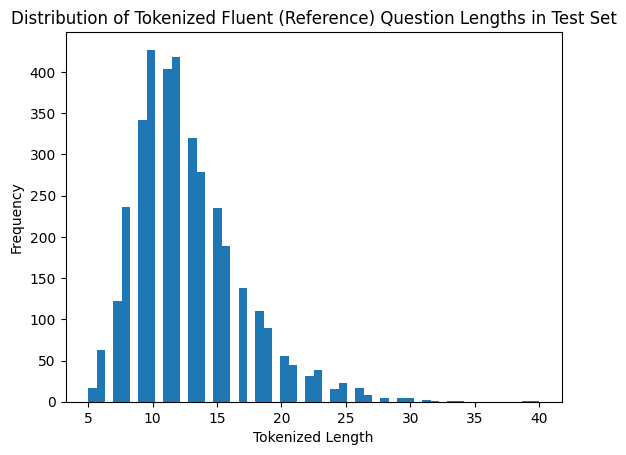 Distribution of Tokenized Fluent (Reference) Question Lengths in Test Set
400
350
300
250
200
150
100
50
0
Frequency
5 10 15 20 25 30 35 40
Tokenized Length